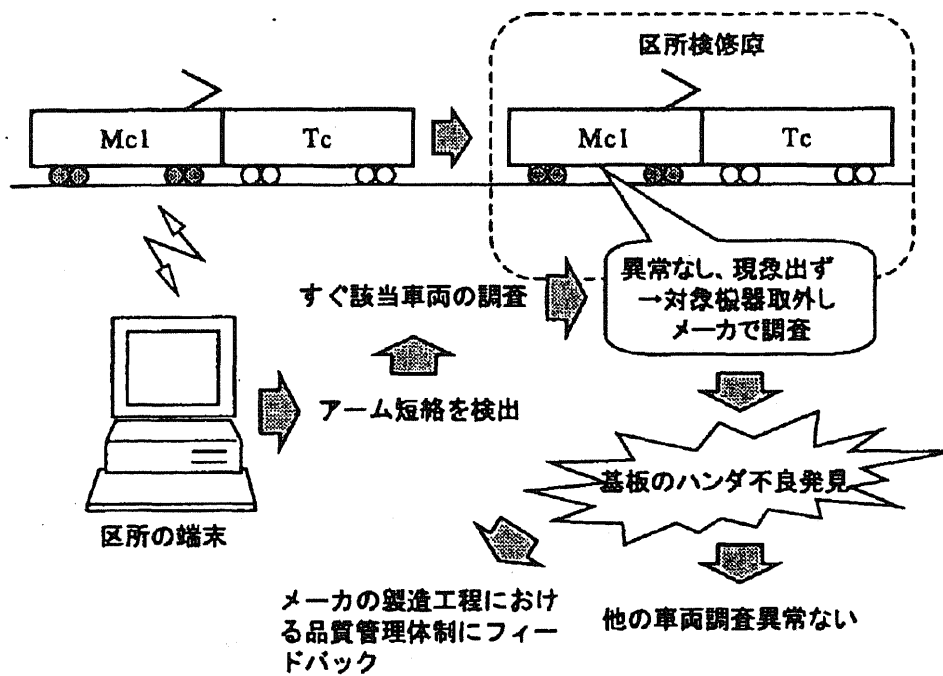 区所検修庫
Mc1
Tc
Mc1
Tc
異常なし、現象出ず
→対象機器取外し
メーカで調査
すぐ該当車両の調査
アーム短絡を検出
区所の端末
基板のハンダ不良発見
メーカの製造工程におけ
る品質管理体制にフィー
ドバック
他の車両調査異常ない